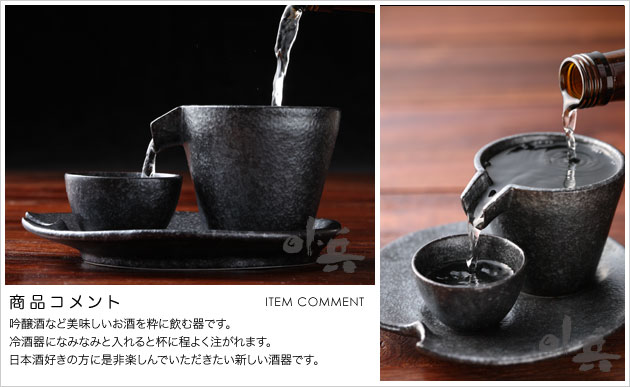 商品コメント
ITEM COMMENT
吟醸酒など美味しいお酒を粋に飲む器です。
冷酒器になみなみと入れると杯に程よく注がれます。
日本酒好きの方に是非楽しんでいただきたい新しい酒器です。